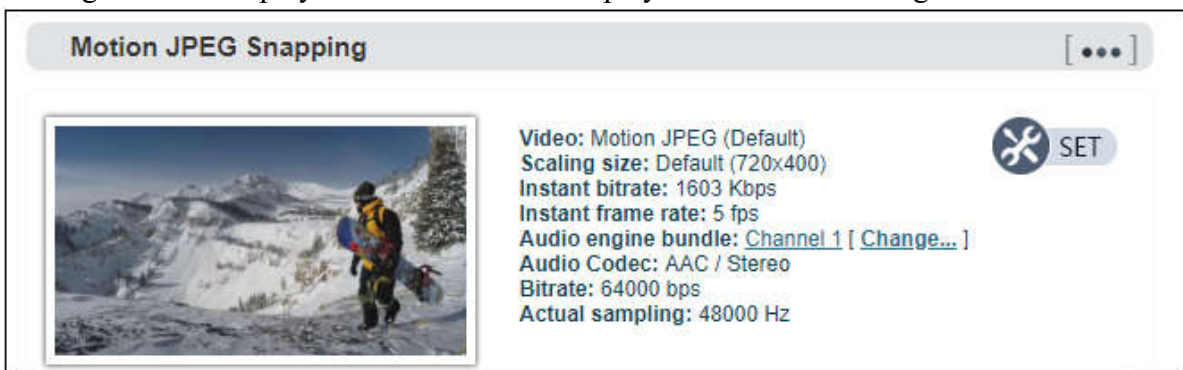 Motion JPEG Snapping [•••]
Video: Motion JPEG (Default)
SET
Scaling size: Default (720x400)
Instant bitrate: 1603 Kbps
Instant frame rate: 5 fps
Audio engine bundle: Channel 1 [ Change... ]
Audio Codec: AAC / Stereo
Bitrate: 64000 bps
Actual sampling: 48000 Hz